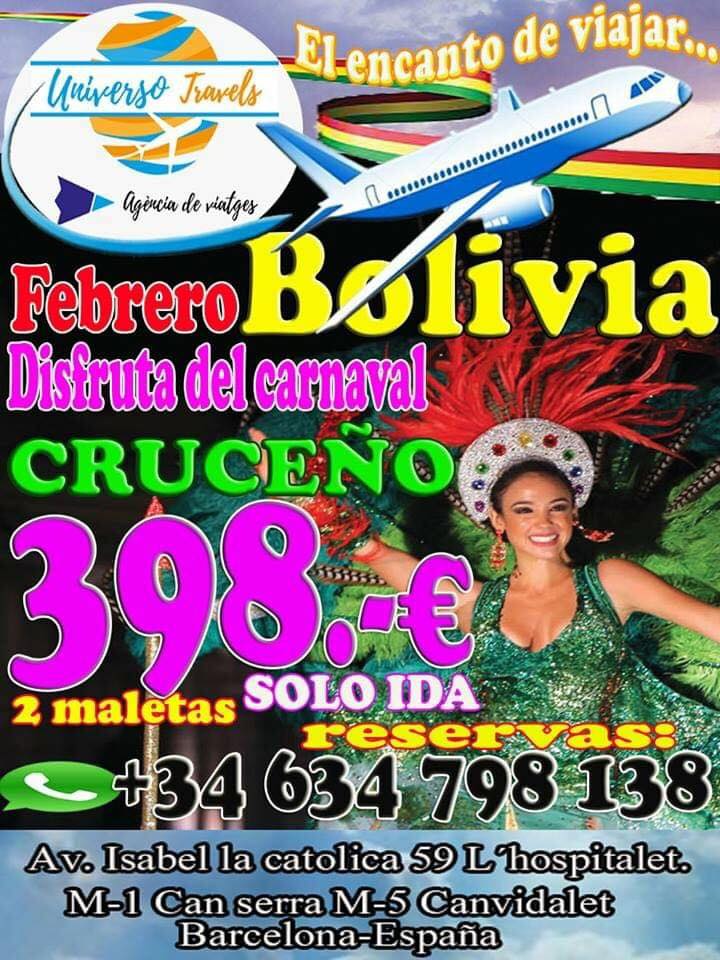 Universo Travels
Agència de viatges
El encanto de viajar...
Febrero Bolivia
Disfruta del carnaval
CRUCEÑO
398.-€
2 maletas SOLO IDA
reservas:
+34 634 798 138
Av. Isabel la catolica 59 L´hospitalet.
M-1 Can serra M-5 Canvidalet
Barcelona-España